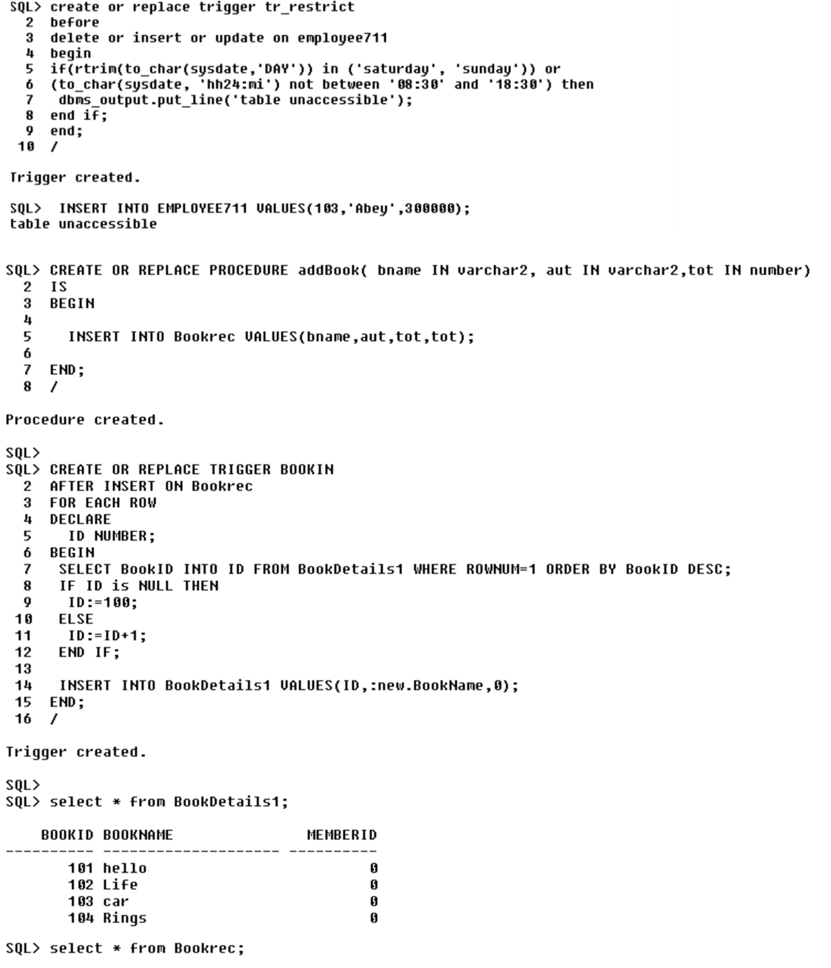 SQL> create or replace trigger tr_restrict
2 before
3 delete or insert or update on employee711
4 begin
5 if(rtrim(to_char(sysdate,'DAY')) in ('saturday', 'sunday')) or
6 (to_char(sysdate, 'hh24:mi') not between '08:30' and '18:30') then
7 dbms_output.put_line('table unaccessible');
8 end if;
9 end;
10 /
Trigger created.
SQL> INSERT INTO EMPLOYEE711 VALUES(103,'Abey',300000);
table unaccessible
SQL> CREATE OR REPLACE PROCEDURE addBook( bname IN varchar2, aut IN varchar2,tot IN number)
2 IS
3 BEGIN
4
5 INSERT INTO Bookrec VALUES(bname,aut,tot,tot);
6
7 END;
8 /
Procedure created.
SQL>
SQL> CREATE OR REPLACE TRIGGER BOOKIN
2 AFTER INSERT ON Bookrec
3 FOR EACH ROW
4 DECLARE
5 ID NUMBER;
6 BEGIN
7 SELECT BookID INTO ID FROM BookDetails1 WHERE ROWNUM=1 ORDER BY BookID DESC;
8 IF ID is NULL THEN
9 ID:=100;
10 ELSE
11 ID:=ID+1;
12 END IF;
13
14 INSERT INTO BookDetails1 VALUES(ID,:new.BookName,0);
15 END;
16 /
Trigger created.
SQL>
SQL> select * from BookDetails1;
BOOKID BOOKNAME MEMBERID
---------- -------------------- ----------
101 hello 0
102 Life 0
103 car 0
104 Rings 0
SQL> select * from Bookrec;